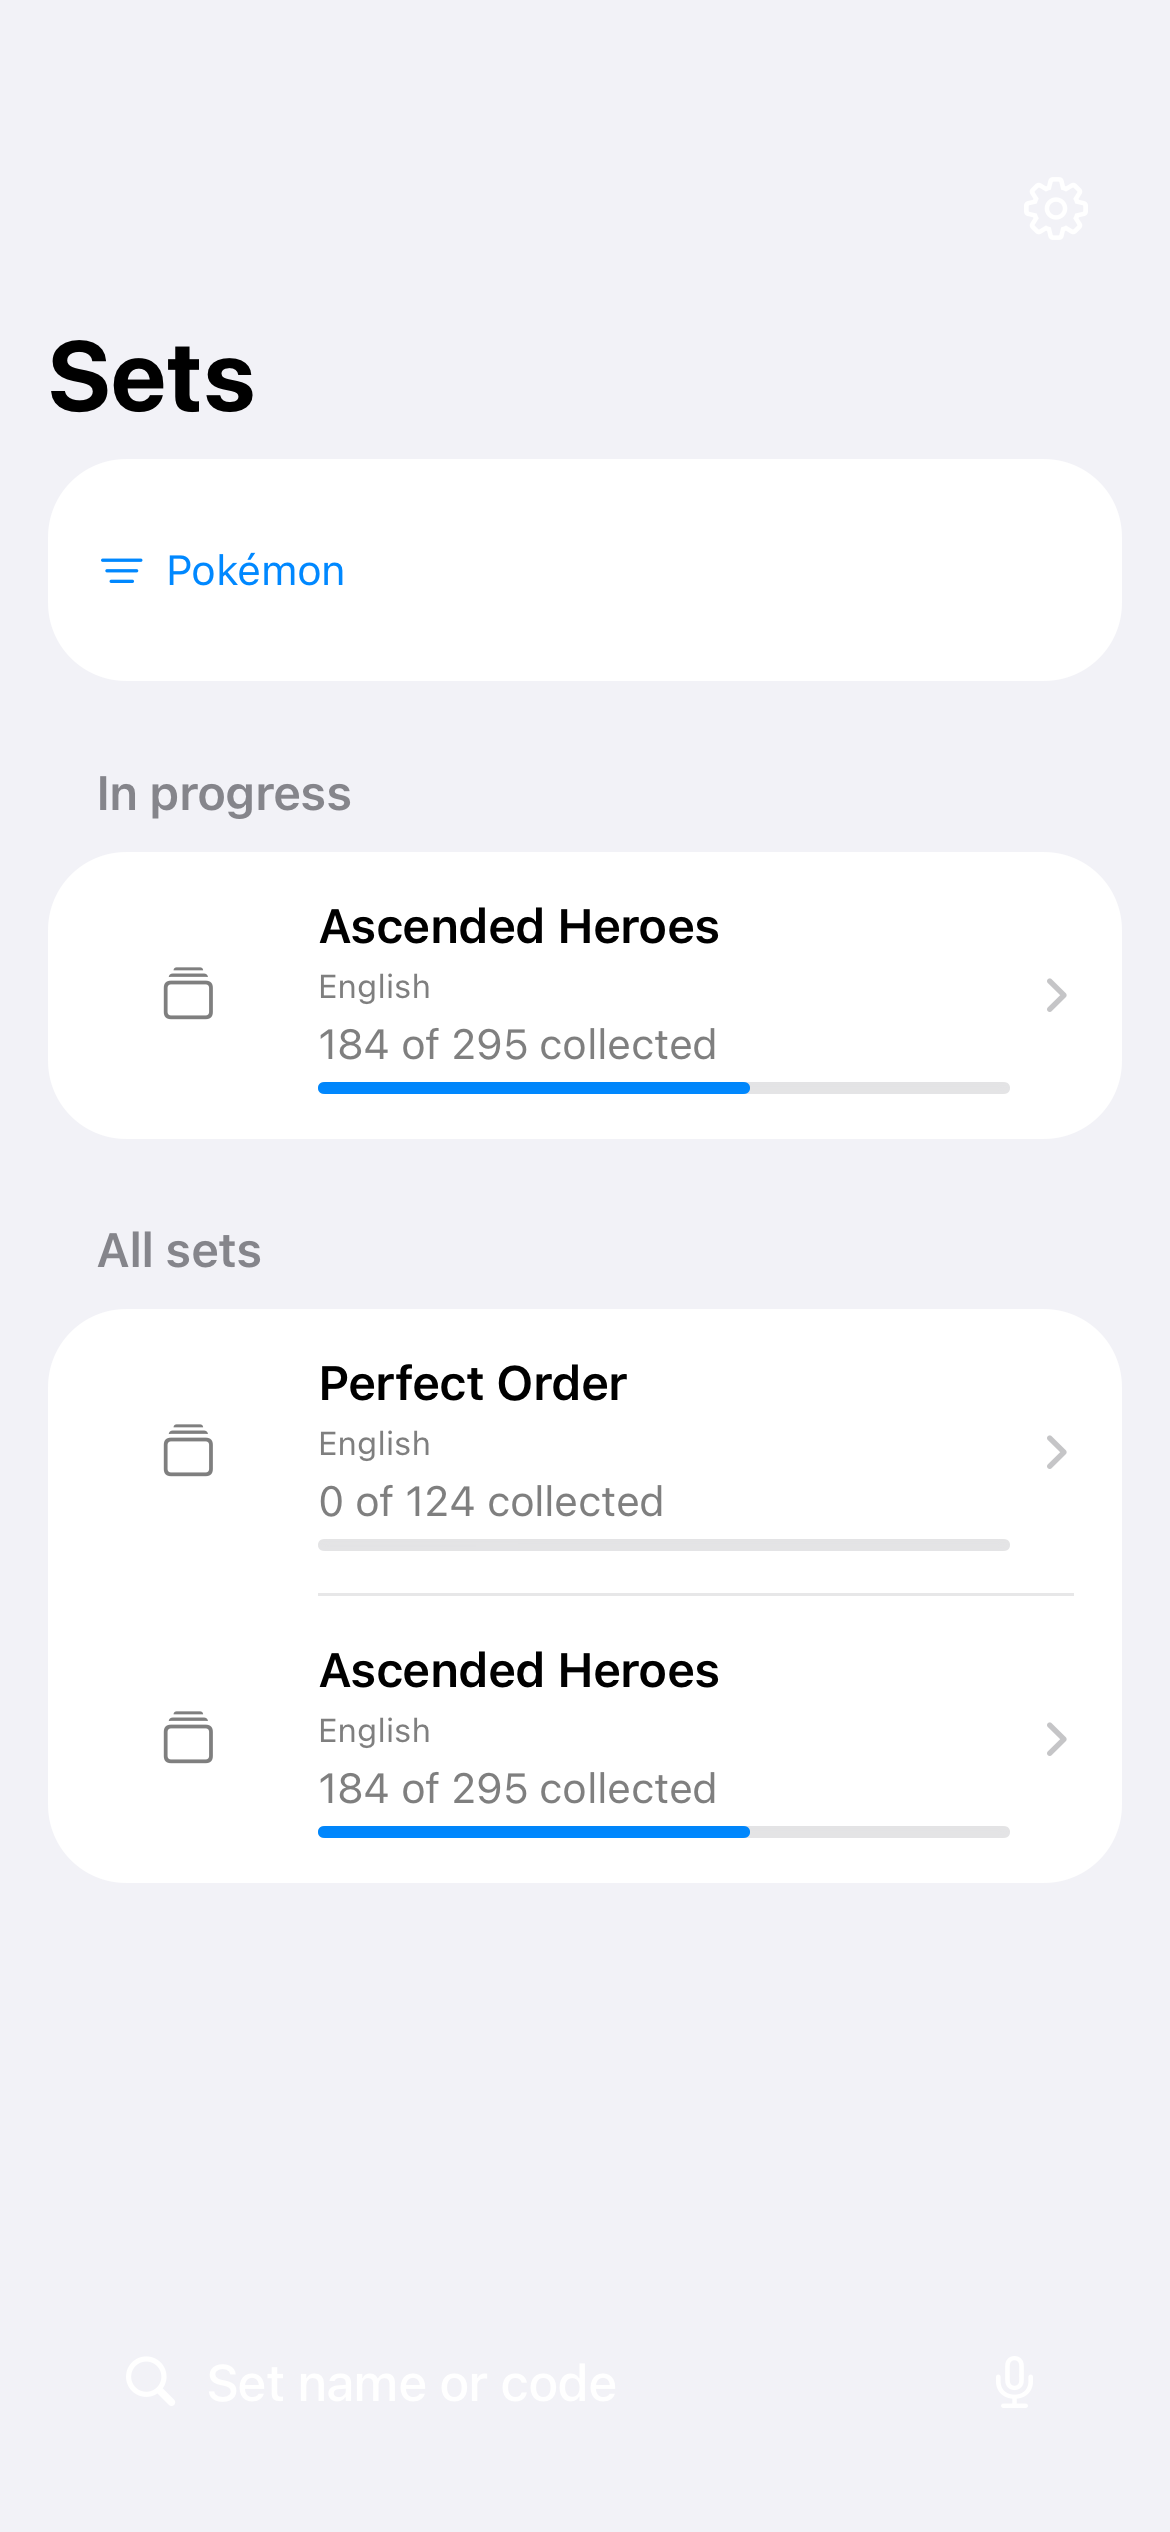 Sets
Pokémon
In progress
Ascended Heroes
English
184 of 295 collected
All sets
Perfect Order
English
0 of 124 collected
Ascended Heroes
English
184 of 295 collected
Set name or code